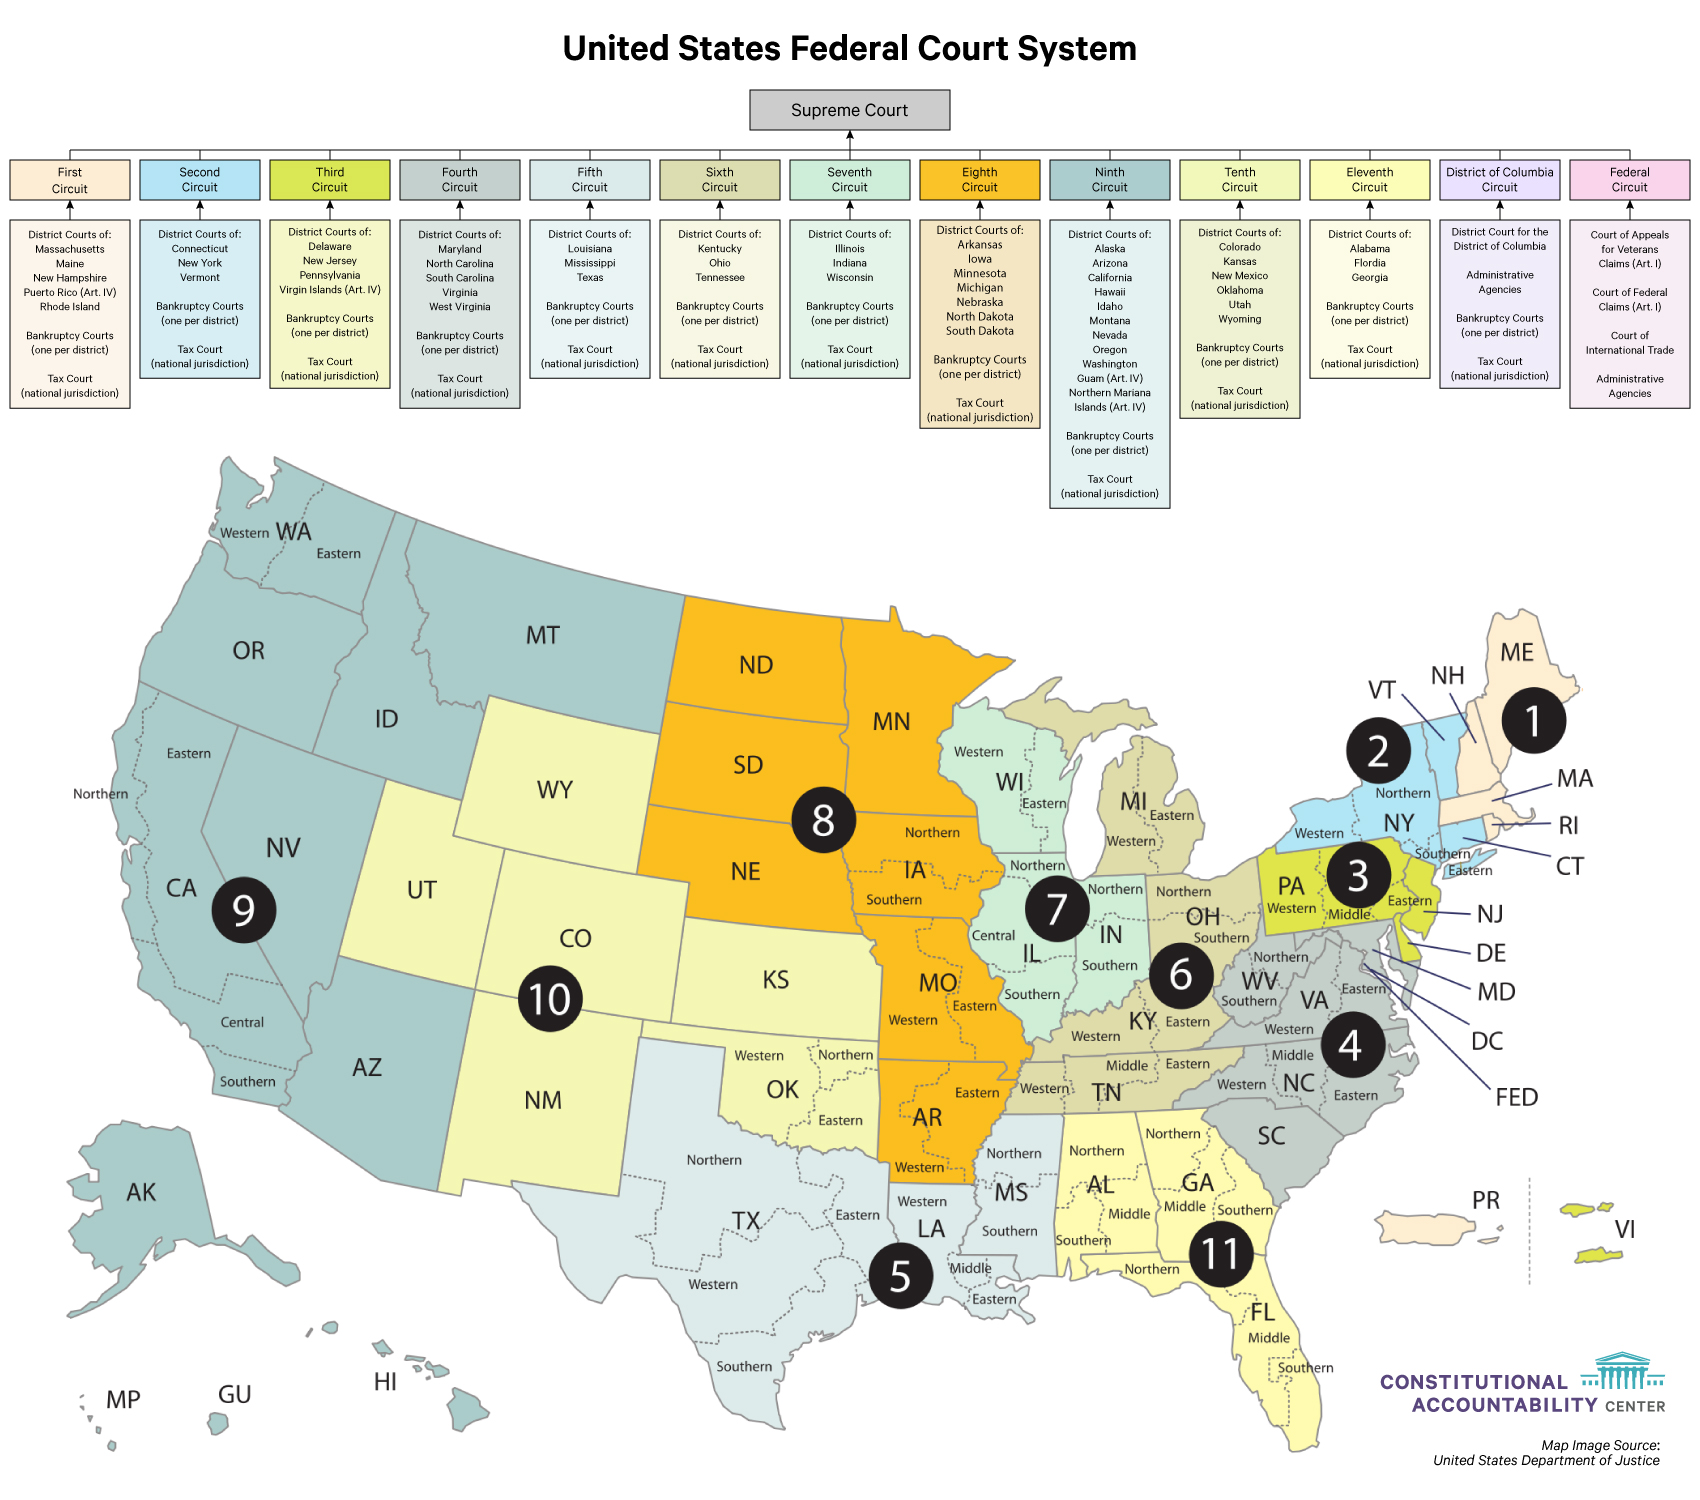 United States Federal Court System
Supreme Court
First
Circuit
Second
Circuit
Third
Circuit
Fourth
Circuit
Fifth
Circuit
Sixth
Circuit
Seventh
Circuit
Eighth
Circuit
Ninth
Circuit
Tenth
Circuit
Eleventh
Circuit
District of Columbia
Circuit
Federal
Circuit
District Courts of:
Massachusetts
Maine
New Hampshire
Puerto Rico (Art. IV)
Rhode Island
Bankruptcy Courts
(one per district)
Tax Court
(national jurisdiction)
District Courts of:
Connecticut
New York
Vermont
Bankruptcy Courts
(one per district)
Tax Court
(national jurisdiction)
District Courts of:
Delaware
New Jersey
Pennsylvania
Virgin Islands (Art. IV)
Bankruptcy Courts
(one per district)
Tax Court
(national jurisdiction)
District Courts of:
Maryland
North Carolina
South Carolina
Virginia
West Virginia
Bankruptcy Courts
(one per district)
Tax Court
(national jurisdiction)
District Courts of:
Louisiana
Mississippi
Texas
Bankruptcy Courts
(one per district)
Tax Court
(national jurisdiction)
District Courts of:
Kentucky
Ohio
Tennessee
Bankruptcy Courts
(one per district)
Tax Court
(national jurisdiction)
District Courts of:
Illinois
Indiana
Wisconsin
Bankruptcy Courts
(one per district)
Tax Court
(national jurisdiction)
District Courts of:
Arkansas
Iowa
Minnesota
Michigan
Nebraska
North Dakota
South Dakota
Bankruptcy Courts
(one per district)
Tax Court
(national jurisdiction)
District Courts of:
Alaska
Arizona
California
Hawaii
Idaho
Montana
Nevada
Oregon
Washington
Guam (Art. IV)
Northern Mariana
Islands (Art. IV)
Bankruptcy Courts
(one per district)
Tax Court
(national jurisdiction)
District Courts of:
Colorado
Kansas
New Mexico
Oklahoma
Utah
Wyoming
Bankruptcy Courts
(one per district)
Tax Court
(national jurisdiction)
District Courts of:
Alabama
Flordia
Georgia
Bankruptcy Courts
(one per district)
Tax Court
(national jurisdiction)
District Court for the
District of Columbia
Administrative
Agencies
Bankruptcy Courts
(one per district)
Tax Court
(national jurisdiction)
Court of Appeals
for Veterans
Claims (Art. I)
Court of Federal
Claims (Art. I)
Court of
International Trade
Administrative
Agencies
Western
WA
Eastern
OR
MT
ID
Eastern
Northern
NV
CA
9
Central
Southern
AZ
WY
UT
CO
10
KS
NM
Western
Northern
OK
Eastern
ND
MN
SD
8
NE
Northern
IA
Southern
MO
Western
Eastern
Eastern
AR
Western
Western
WI
Eastern
Northern
7
Central
IL
Southern
Northern
IN
Southern
MI
Eastern
Western
Northern
OH
Southern
6
KY
Western
Eastern
Middle
Eastern
Western
TN
ME
NH
VT
1
2
MA
Northern
NY
Western
RI
Southern
CT
Eastern
3
PA
Western
Middle
Eastern
NJ
DE
MD
DC
FED
Northern
WV
Southern
VA
Eastern
Western
4
Middle
Western
NC
Eastern
SC
Northern
TX
Eastern
Western
Southern
Western
LA
5
Middle
Eastern
Northern
MS
Southern
Northern
AL
Middle
Southern
Northern
GA
Middle
Southern
11
Northern
FL
Middle
Southern
AK
HI
MP
GU
PR
VI
CONSTITUTIONAL
ACCOUNTABILITY CENTER
Map Image Source:
United States Department of Justice